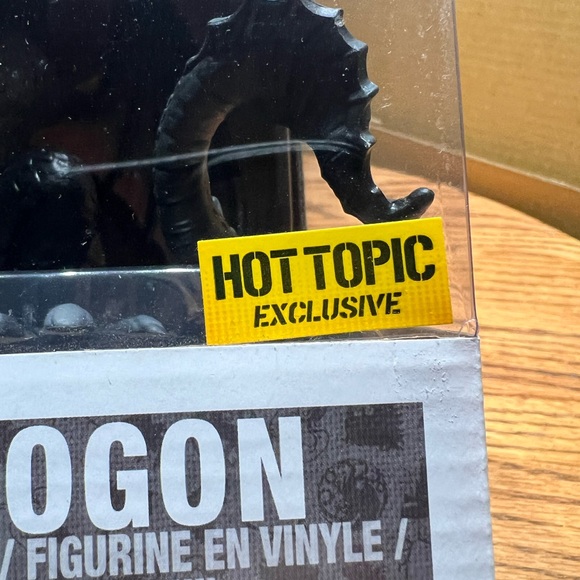 HOT TOPIC
EXCLUSIVE
OGON
/ FIGURINE EN VINYLE /